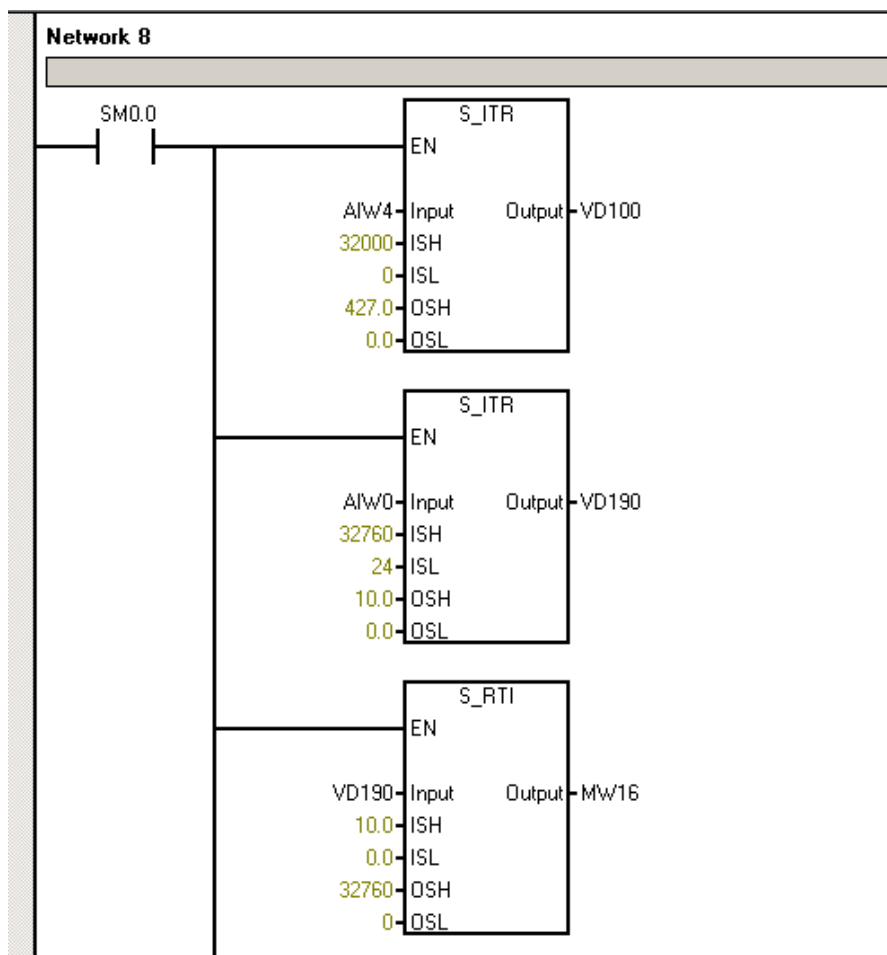 Network 8
SM0.0
S_ITR
EN
AIW4 Input Output VD100
32000 ISH
0 ISL
427.0 OSH
0.0 OSL
S_ITR
EN
AIW0 Input Output VD190
32760 ISH
24 ISL
10.0 OSH
0.0 OSL
S_RTI
EN
VD190 Input Output MW16
10.0 ISH
0.0 ISL
32760 OSH
0 OSL